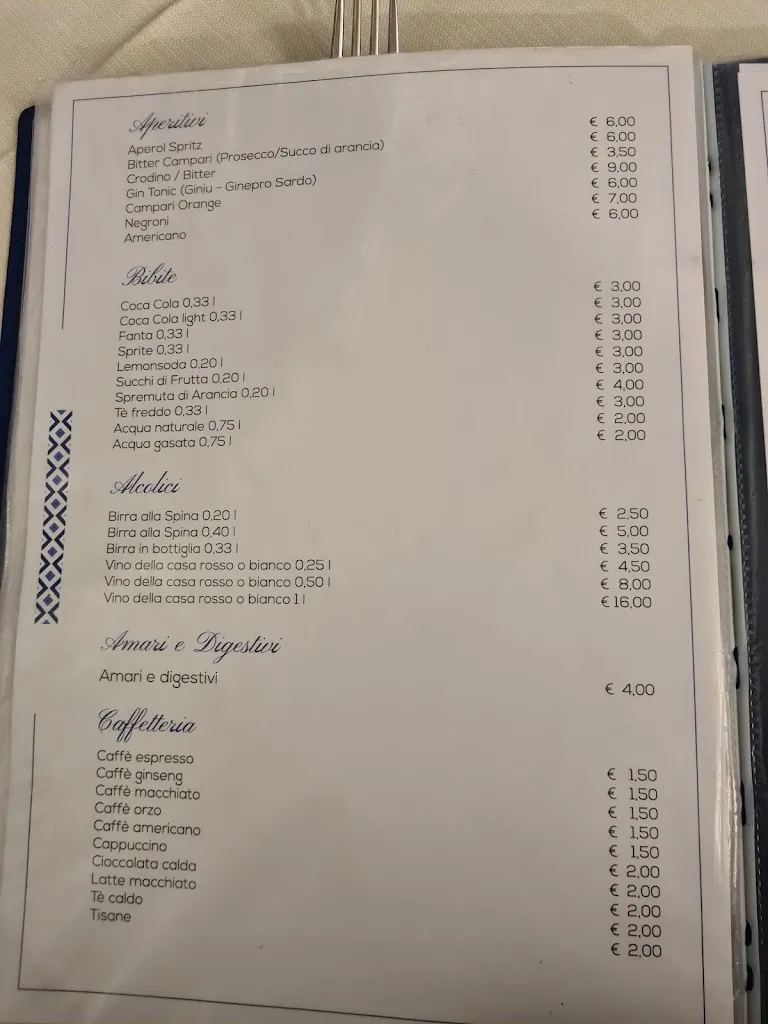 Aperitivi
Aperol Spritz € 6,00
Bitter Campari (Prosecco/Succo di arancia) € 6,00
Crodino / Bitter € 3,50
Gin Tonic (Giniu - Ginepro Sardo) € 9,00
Campari Orange € 6,00
Negroni € 7,00
Americano € 6,00
Bibite
Coca Cola 0,33 l € 3,00
Coca Cola light 0,33 l € 3,00
Fanta 0,33 l € 3,00
Sprite 0,33 l € 3,00
Lemonsoda 0,20 l € 3,00
Succhi di Frutta 0,20 l € 3,00
Spremuta di Arancia 0,20 l € 4,00
Tè freddo 0,33 l € 3,00
Acqua naturale 0,75 l € 2,00
Acqua gasata 0,75 l € 2,00
Alcolici
Birra alla Spina 0,20 l € 2,50
Birra alla Spina 0,40 l € 5,00
Birra in bottiglia 0,33 l € 3,50
Vino della casa rosso o bianco 0,25 l € 4,50
Vino della casa rosso o bianco 0,50 l € 8,00
Vino della casa rosso o bianco 1 l € 16,00
Amari e Digestivi
Amari e digestivi € 4,00
Caffetteria
Caffè espresso € 1,50
Caffè ginseng € 1,50
Caffè macchiato € 1,50
Caffè orzo € 1,50
Caffè americano € 1,50
Cappuccino € 2,00
Cioccolata calda € 2,00
Latte macchiato € 2,00
Tè caldo € 2,00
Tisane € 2,00